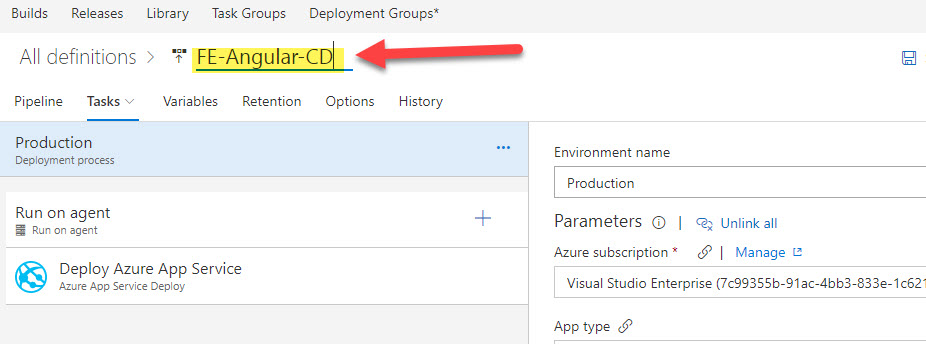 Builds Releases Library Task Groups Deployment Groups*
All definitions > FE-Angular-CD
Pipeline Tasks Variables Retention Options History
Production
Deployment process
...
Run on agent
Run on agent
+
Deploy Azure App Service
Azure App Service Deploy
Environment name
Production
Parameters | Unlink all
Azure subscription * | Manage
Visual Studio Enterprise (7c99355b-91ac-4bb3-833e-1c621
App type